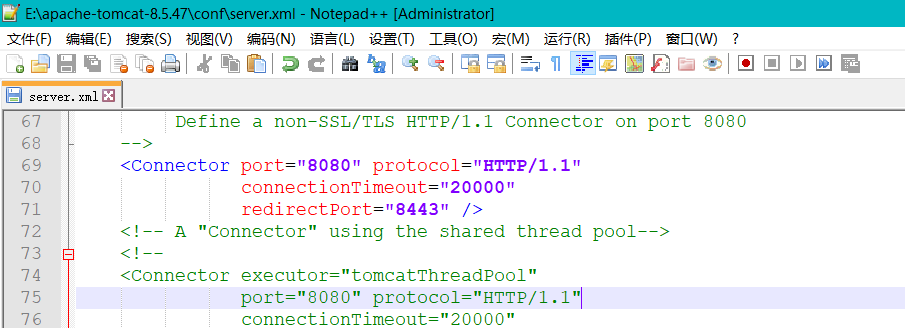 E:\apache-tomcat-8.5.47\conf\server.xml - Notepad++ [Administrator]
文件(F) 编辑(E) 搜索(S) 视图(V) 编码(N) 语言(L) 设置(T) 工具(O) 宏(M) 运行(R) 插件(P) 窗口(W) ?
server.xml
67 Define a non-SSL/TLS HTTP/1.1 Connector on port 8080
68 -->
69 <Connector port="8080" protocol="HTTP/1.1"
70 connectionTimeout="20000"
71 redirectPort="8443" />
72 <!-- A "Connector" using the shared thread pool-->
73 <!--
74 <Connector executor="tomcatThreadPool"
75 port="8080" protocol="HTTP/1.1"
76 connectionTimeout="20000"